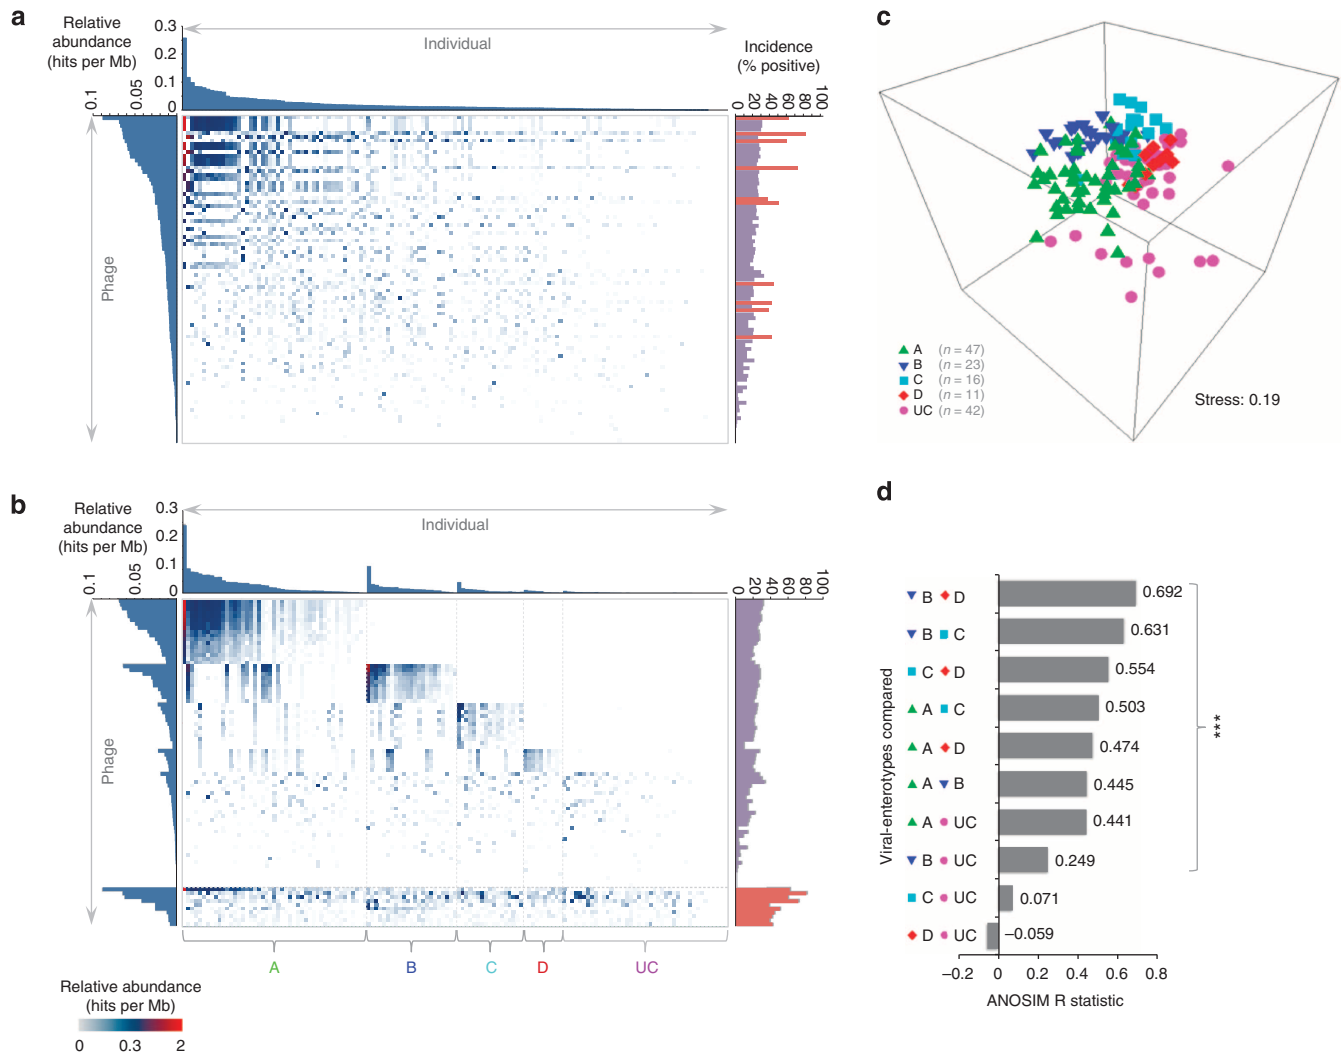 a
Relative
abundance
(hits per Mb)
0.3
0.2
0.1
0
Individual
Incidence
(% positive)
0.1
0.05
0 20 40 60 80 100
Phage
b
Relative
abundance
(hits per Mb)
0.3
0.2
0.1
0
Individual
0.1
0.05
0 20 40 60 80 100
Phage
A B C D UC
Relative abundance
(hits per Mb)
0 0.3 2
c
A (n = 47)
B (n = 23)
C (n = 16)
D (n = 11)
UC (n = 42)
Stress: 0.19
d
Viral-enterotypes compared
B D 0.692
B C 0.631
C D 0.554
A C 0.503
A D 0.474
A B 0.445
A UC 0.441
B UC 0.249
C UC 0.071
D UC –0.059
***
–0.2 0 0.2 0.4 0.6 0.8
ANOSIM R statistic